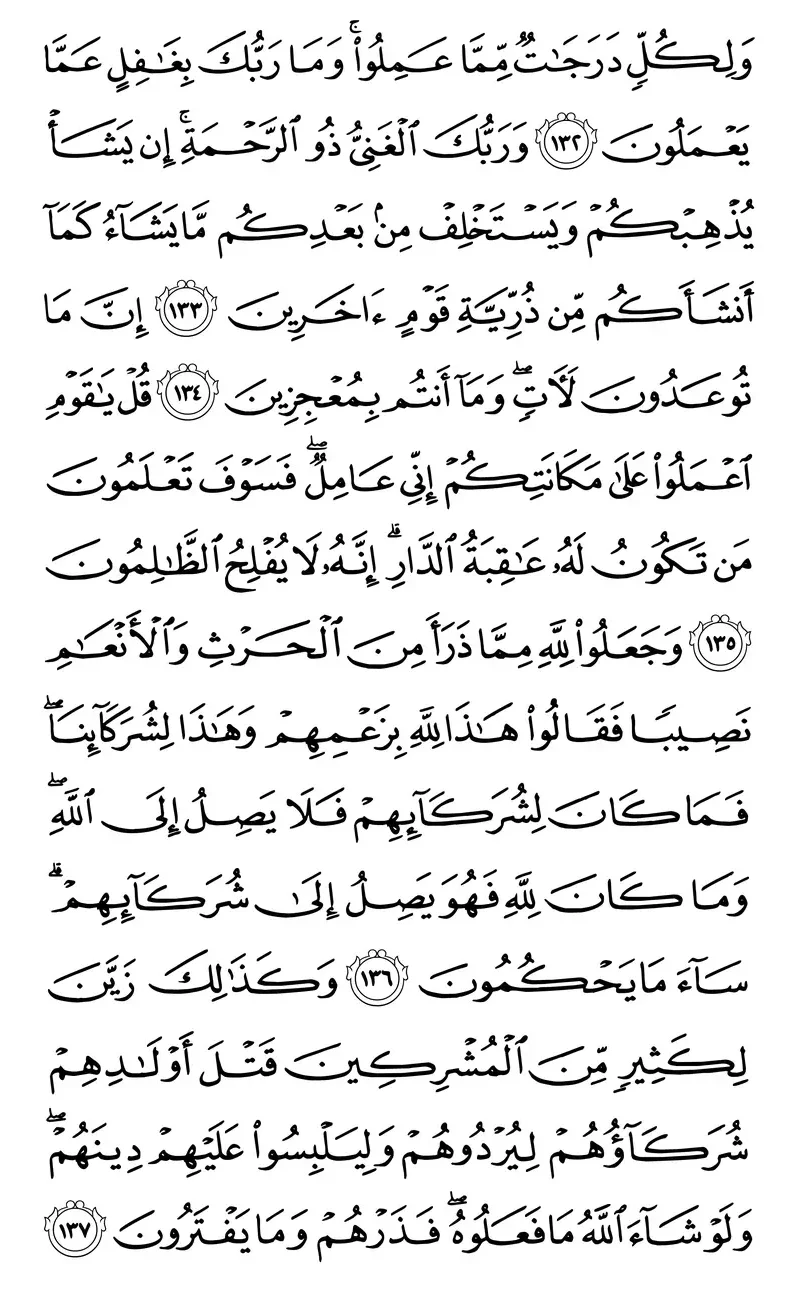 وَلِكُلٍّ دَرَجَٰتٌ مِّمَّا عَمِلُوا۟ ۚ وَمَا رَبُّكَ بِغَٰفِلٍ عَمَّا
يَعْمَلُونَ ١٣٢ وَرَبُّكَ ٱلْغَنِىُّ ذُو ٱلرَّحْمَةِ ۚ إِن يَشَأْ
يُذْهِبْكُمْ وَيَسْتَخْلِفْ مِنۢ بَعْدِكُم مَّا يَشَآءُ كَمَآ
أَنشَأَكُم مِّن ذُرِّيَّةِ قَوْمٍ ءَاخَرِينَ ١٣٣ إِنَّ مَا
تُوعَدُونَ لَءَاتٍ ۖ وَمَآ أَنتُم بِمُعْجِزِينَ ١٣٤ قُلْ يَٰقَوْمِ
ٱعْمَلُوا۟ عَلَىٰ مَكَانَتِكُمْ إِنِّى عَامِلٌ ۖ فَسَوْفَ تَعْلَمُونَ
مَن تَكُونُ لَهُۥ عَٰقِبَةُ ٱلدَّارِ ۗ إِنَّهُۥ لَا يُفْلِحُ ٱلظَّٰلِمُونَ
١٣٥ وَجَعَلُوا۟ لِلَّهِ مِمَّا ذَرَأَ مِنَ ٱلْحَرْثِ وَٱلْأَنْعَٰمِ
نَصِيبًا فَقَالُوا۟ هَٰذَا لِلَّهِ بِزَعْمِهِمْ وَهَٰذَا لِشُرَكَآئِنَا ۖ
فَمَا كَانَ لِشُرَكَآئِهِمْ فَلَا يَصِلُ إِلَى ٱللَّهِ ۖ
وَمَا كَانَ لِلَّهِ فَهُوَ يَصِلُ إِلَىٰ شُرَكَآئِهِمْ ۗ
سَآءَ مَا يَحْكُمُونَ ١٣٦ وَكَذَٰلِكَ زَيَّنَ
لِكَثِيرٍ مِّنَ ٱلْمُشْرِكِينَ قَتْلَ أَوْلَٰدِهِمْ
شُرَكَآؤُهُمْ لِيُرْدُوهُمْ وَلِيَلْبِسُوا۟ عَلَيْهِمْ دِينَهُمْ ۖ
وَلَوْ شَآءَ ٱللَّهُ مَا فَعَلُوهُ ۖ فَذَرْهُمْ وَمَا يَفْتَرُونَ ١٣٧